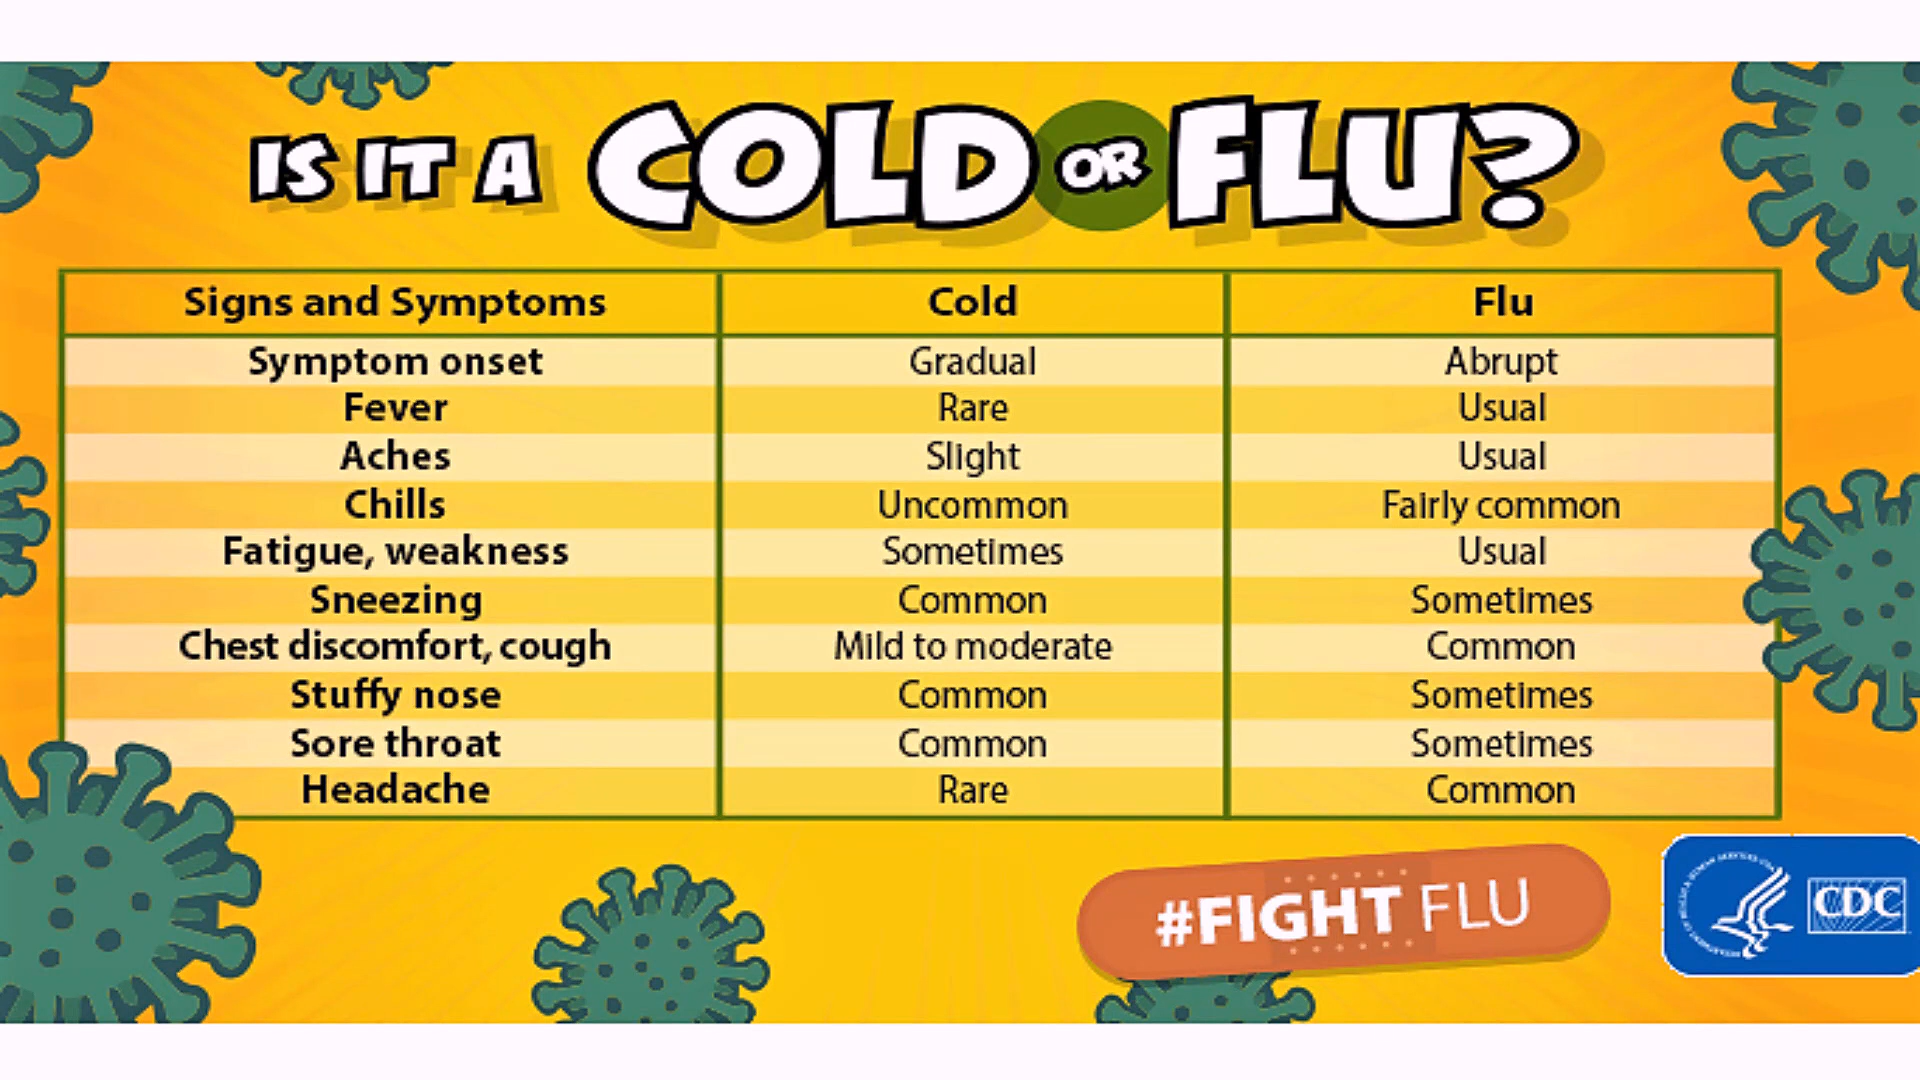 IS IT A COLD OR FLU?
Signs and Symptoms Cold Flu
Symptom onset Gradual Abrupt
Fever Rare Usual
Aches Slight Usual
Chills Uncommon Fairly common
Fatigue, weakness Sometimes Usual
Sneezing Common Sometimes
Chest discomfort, cough Mild to moderate Common
Stuffy nose Common Sometimes
Sore throat Common Sometimes
Headache Rare Common
#FIGHT FLU
CDC